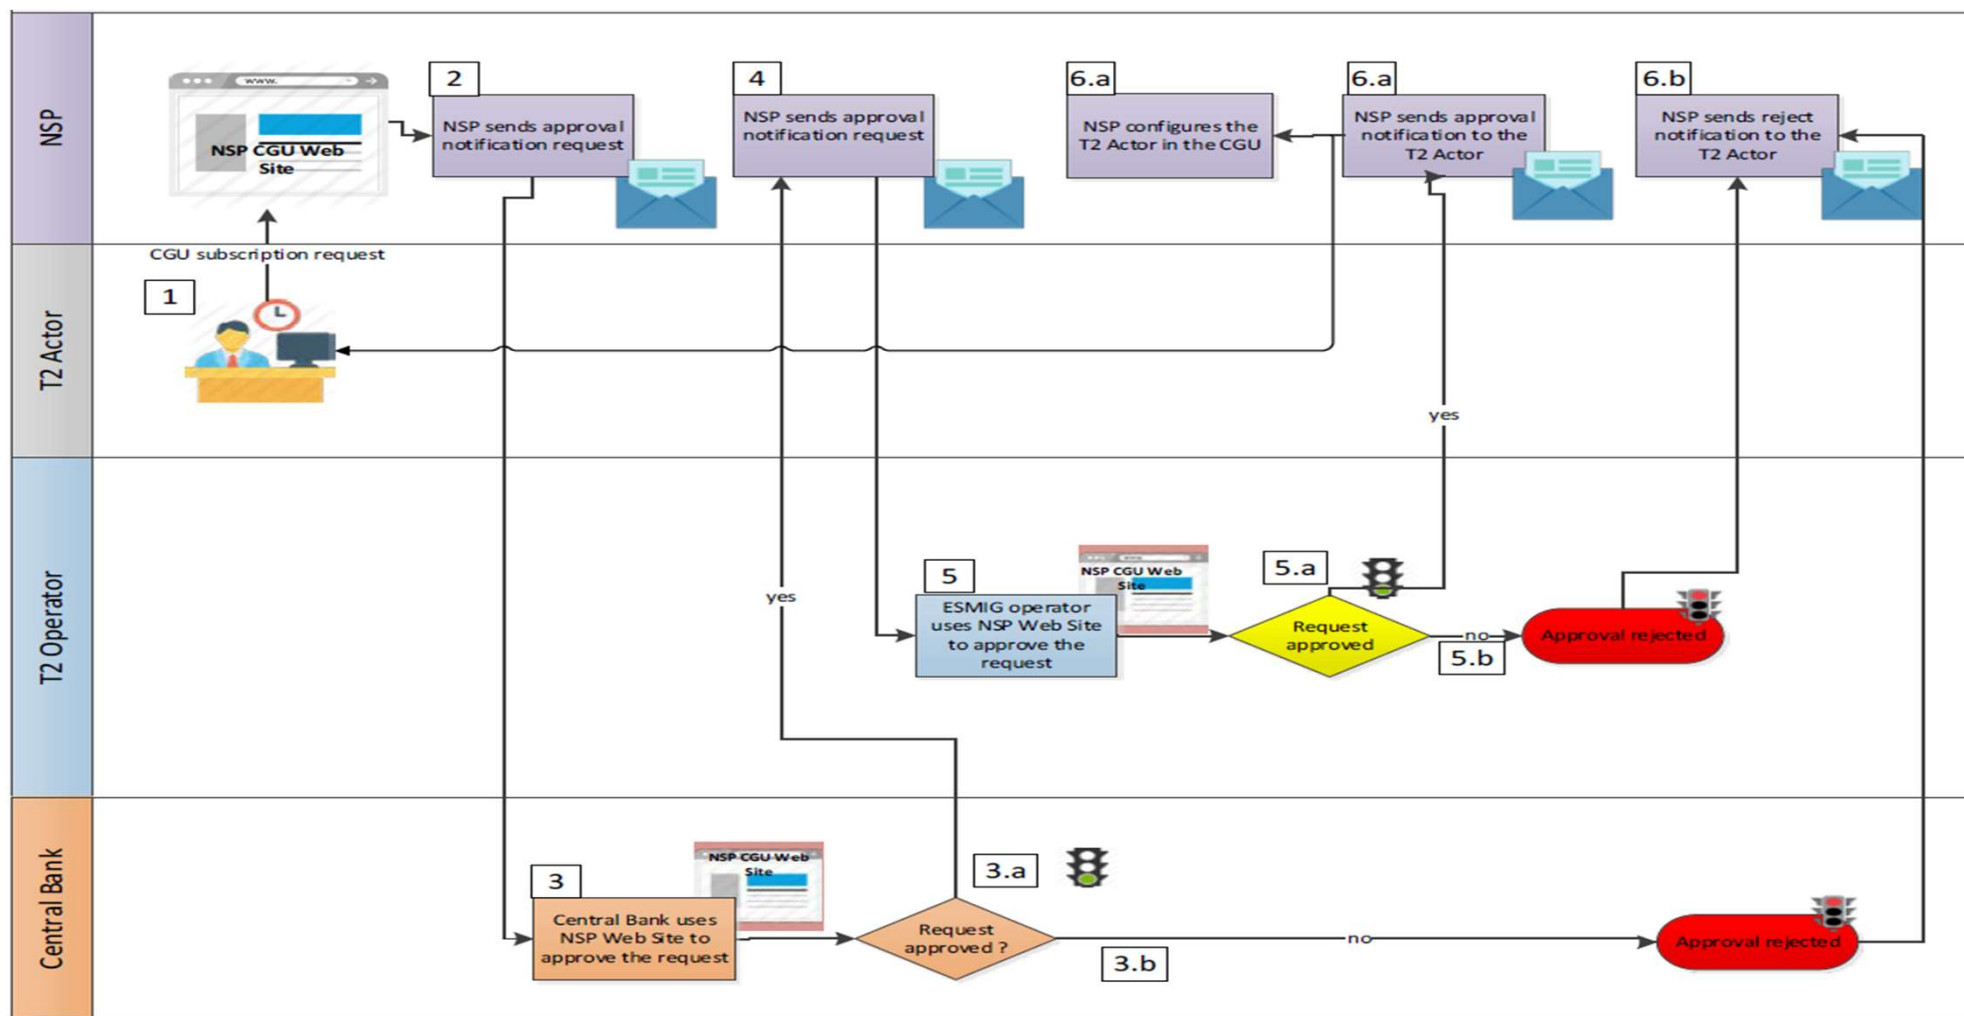 NSP
www.
NSP CGU Web
Site
2
NSP sends approval
notification request
4
NSP sends approval
notification request
6.a
NSP configures the
T2 Actor in the CGU
6.a
NSP sends approval
notification to the
T2 Actor
6.b
NSP sends reject
notification to the
T2 Actor
T2 Actor
CGU subscription request
1
yes
T2 Operator
yes
5
ESMIG operator
uses NSP Web Site
to approve the
request
NSP CGU Web
Site
5.a
Request
approved
no
5.b
Approval rejected
Central Bank
3
Central Bank uses
NSP Web Site to
approve the request
NSP CGU Web
Site
3.a
Request
approved ?
3.b
no
Approval rejected